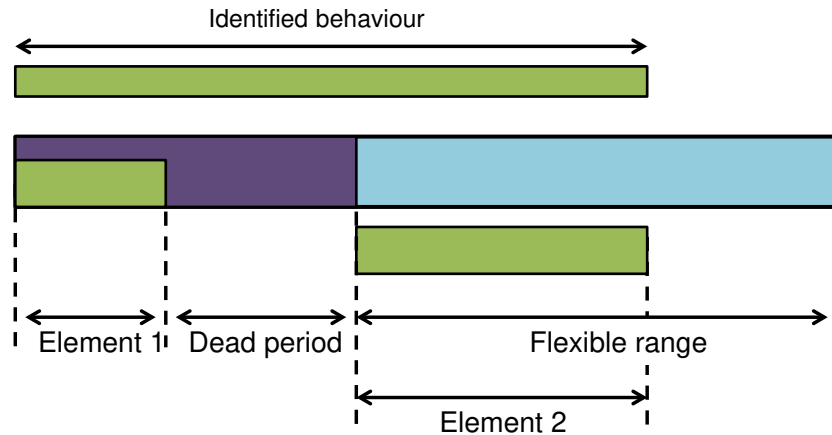 Identified behaviour
Element 1
Dead period
Flexible range
Element 2